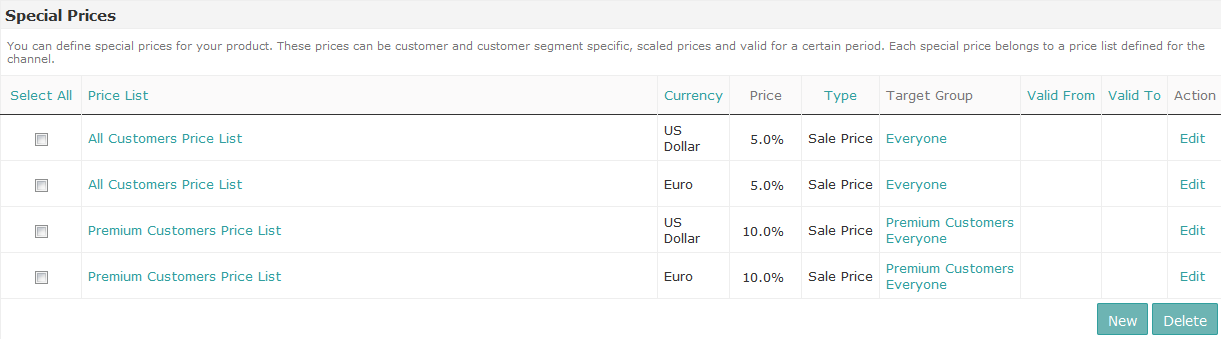 Special Prices
You can define special prices for your product. These prices can be customer and customer segment specific, scaled prices and valid for a certain period. Each special price belongs to a price list defined for the
channel.
Select All Price List Currency Price Type Target Group Valid From Valid To Action
All Customers Price List US Dollar 5.0% Sale Price Everyone Edit
All Customers Price List Euro 5.0% Sale Price Everyone Edit
Premium Customers Price List US Dollar 10.0% Sale Price Premium Customers Everyone Edit
Premium Customers Price List Euro 10.0% Sale Price Premium Customers Everyone Edit
New Delete